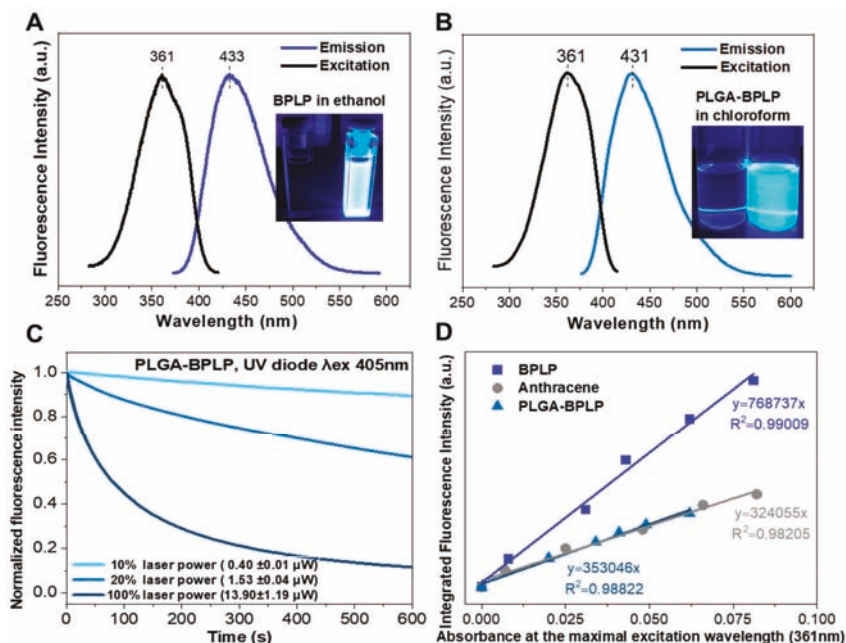 A
361 433
Emission
Excitation
BPLP in ethanol
Fluorescence Intensity (a.u.)
250 300 350 400 450 500 550 600
Wavelength (nm)
B
361 431
Emission
Excitation
PLGA-BPLP
in chloroform
Fluorescence Intensity (a.u.)
250 300 350 400 450 500 550 600
Wavelength (nm)
C
PLGA-BPLP, UV diode λex 405nm
Normalized fluorescence intensity
1.0
0.8
0.6
0.4
0.2
0.0
10% laser power ( 0.40 ±0.01 µW)
20% laser power ( 1.53 ±0.04 µW)
100% laser power (13.90±1.19 µW)
0 100 200 300 400 500 600
Time (s)
D
BPLP
Anthracene
PLGA-BPLP
y=768737x
R²=0.99009
y=324055x
R²=0.98205
y=353046x
R²=0.98822
Integrated Fluorescence Intensity (a.u.)
0.000 0.025 0.050 0.075 0.100
Absorbance at the maximal excitation wavelength (361nm)